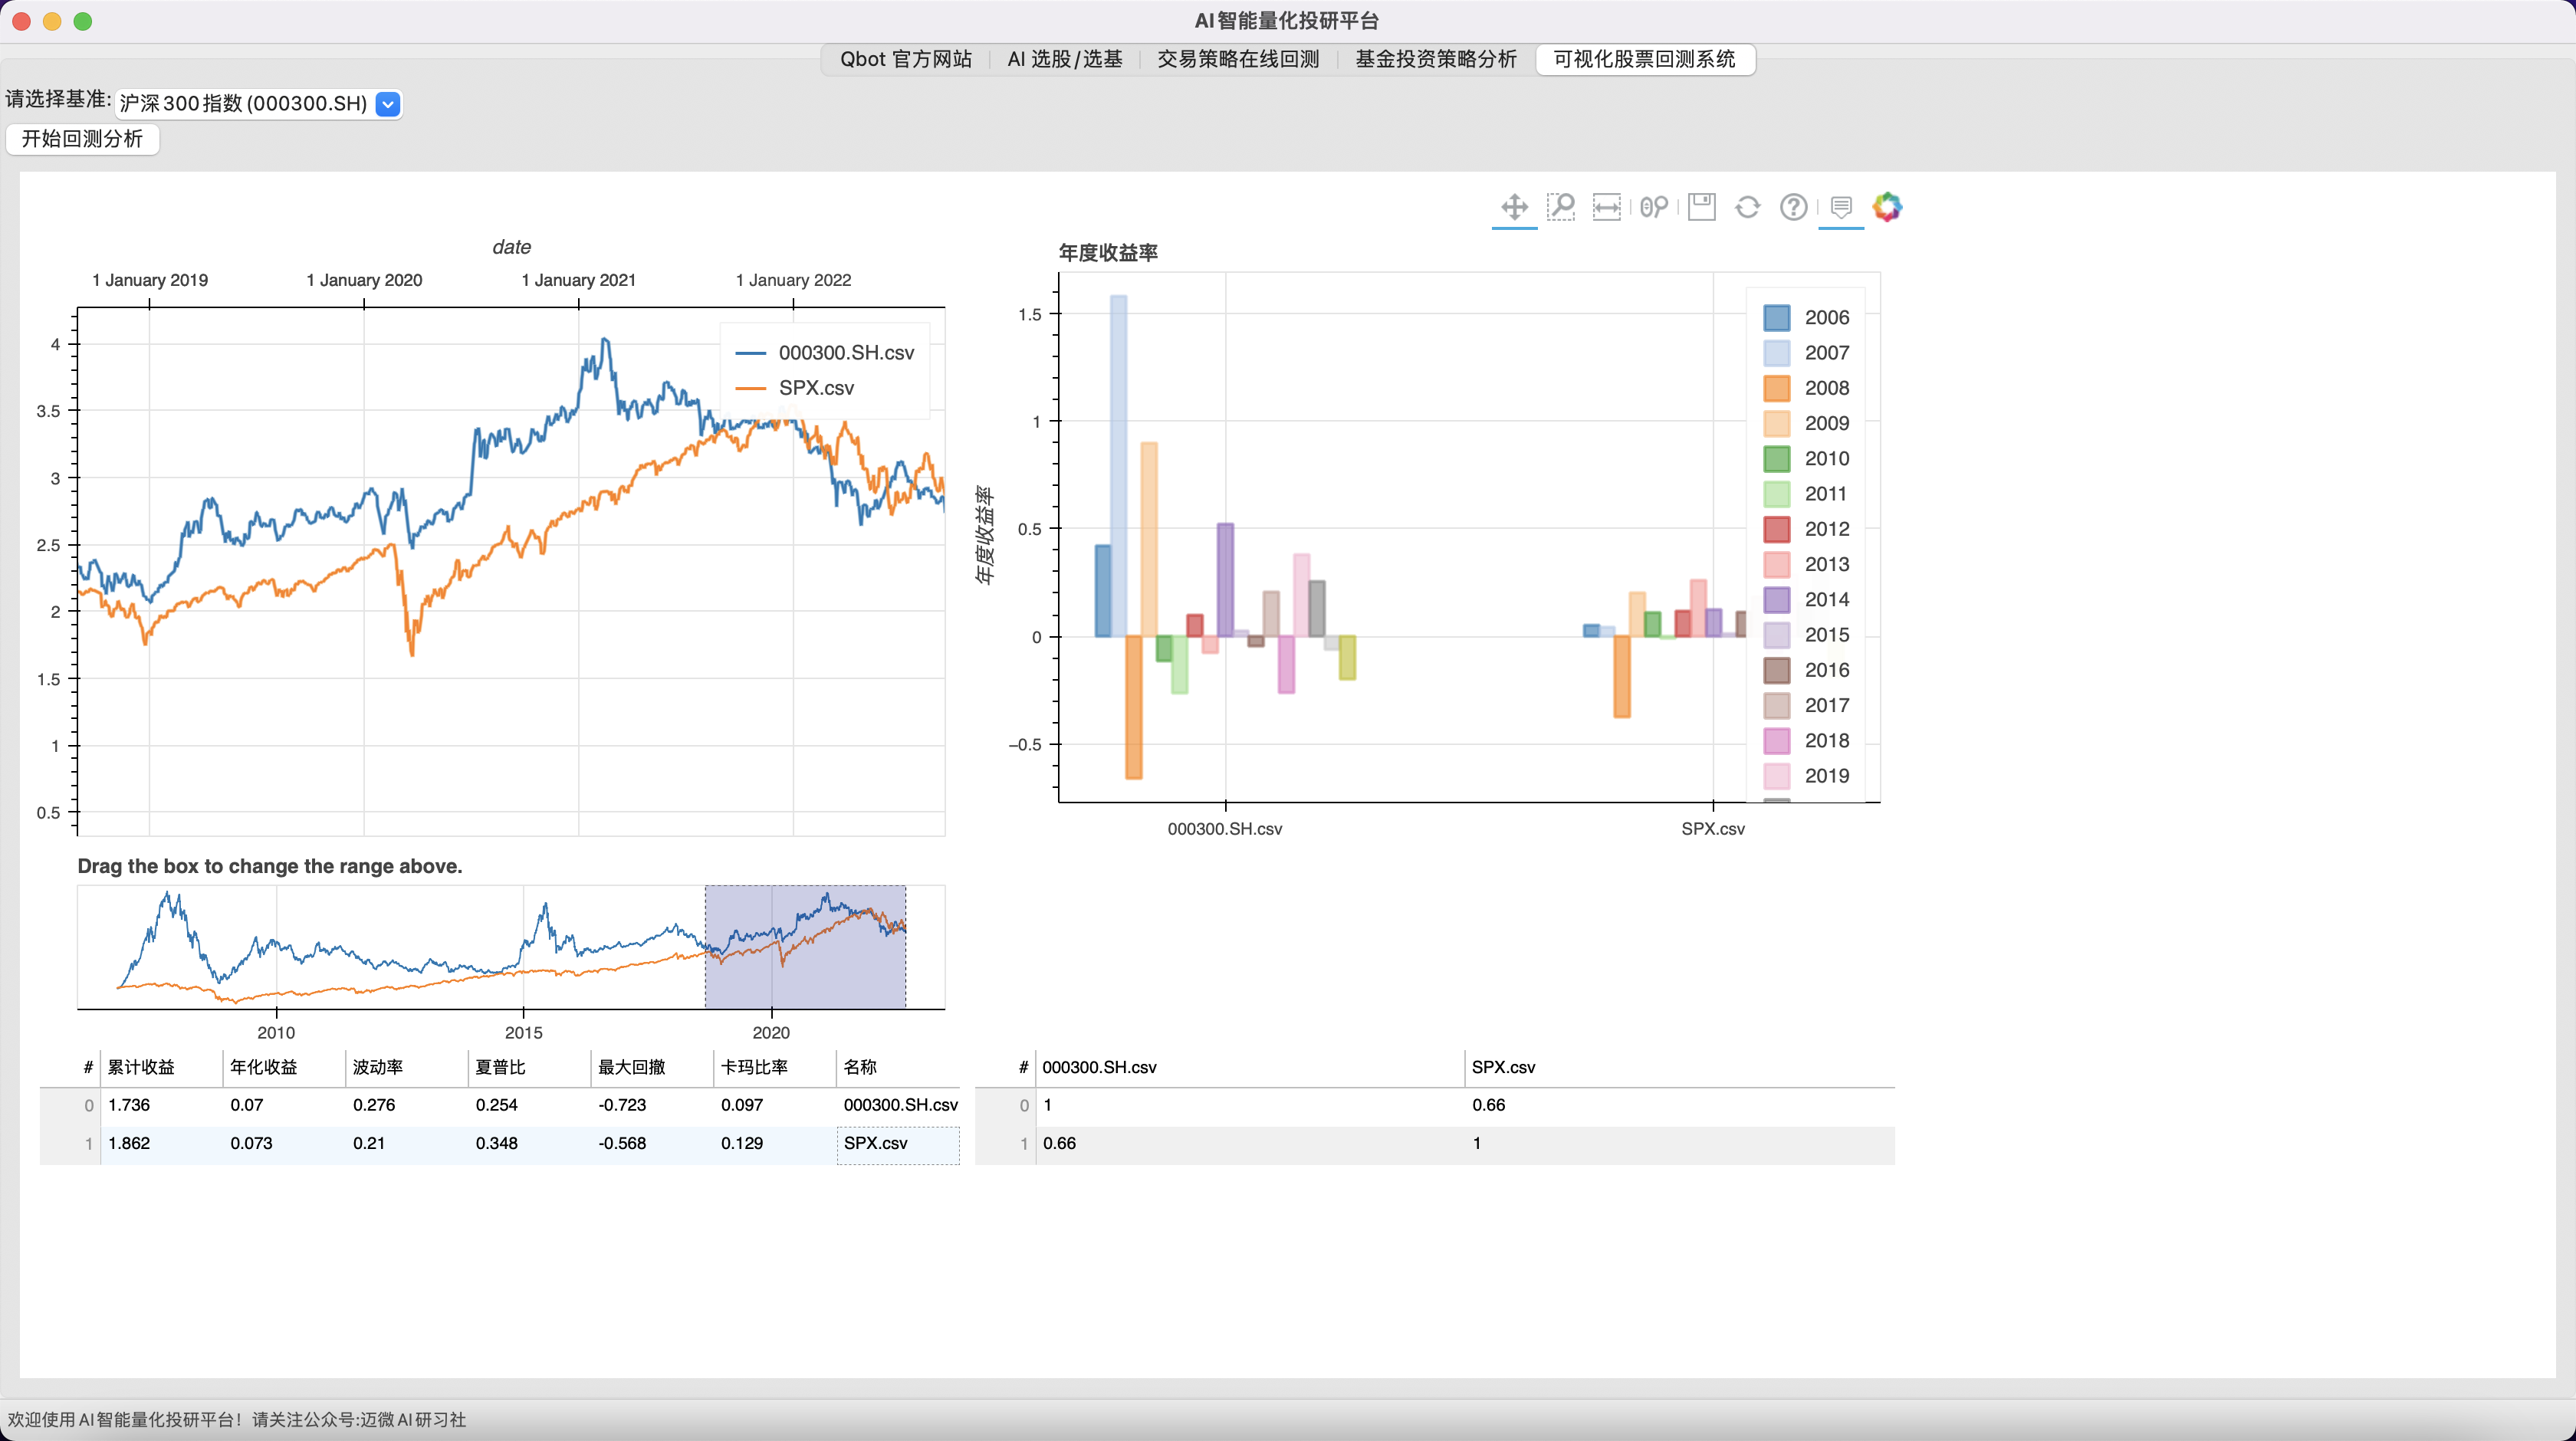 AI智能量化投研平台
Qbot 官方网站
AI 选股/选基
交易策略在线回测
基金投资策略分析
可视化股票回测系统
请选择基准: 沪深300指数(000300.SH)
开始回测分析
date
1 January 2019 1 January 2020 1 January 2021 1 January 2022
4
3.5
3
2.5
2
1.5
1
0.5
000300.SH.csv
SPX.csv
年度收益率
年度收益率
1.5
1
0.5
0
−0.5
2006
2007
2008
2009
2010
2011
2012
2013
2014
2015
2016
2017
2018
2019
000300.SH.csv SPX.csv
Drag the box to change the range above.
2010 2015 2020
# 累计收益 年化收益 波动率 夏普比 最大回撤 卡玛比率 名称
0 1.736 0.07 0.276 0.254 -0.723 0.097 000300.SH.csv
1 1.862 0.073 0.21 0.348 -0.568 0.129 SPX.csv
# 000300.SH.csv SPX.csv
0 1 0.66
1 0.66 1
欢迎使用AI智能量化投研平台！请关注公众号:迈微AI研习社